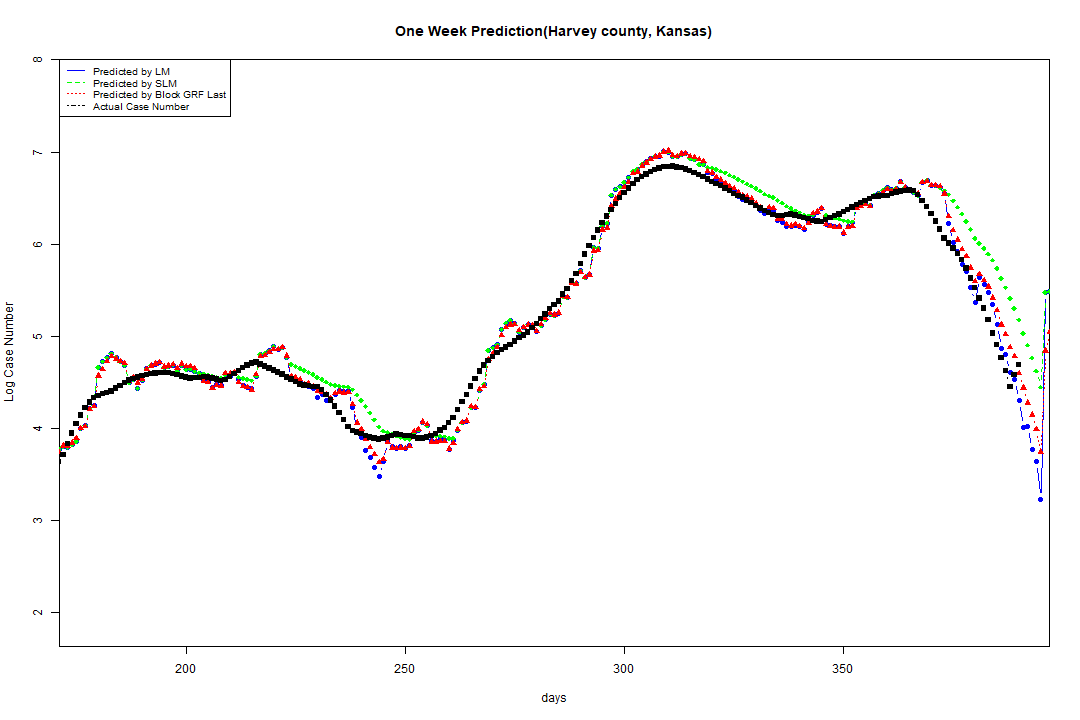 One Week Prediction(Harvey county, Kansas)
Predicted by LM
Predicted by SLM
Predicted by Block GRF Last
Actual Case Number
Log Case Number
8
7
6
5
4
3
2
200 250 300 350
days